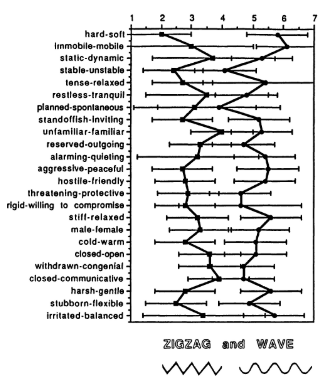 1 2 3 4 5 6 7
hard-soft
immobile-mobile
static-dynamic
stable-unstable
tense-relaxed
restless-tranquil
planned-spontaneous
standoffish-inviting
unfamiliar-familiar
reserved-outgoing
alarming-quieting
aggressive-peaceful
hostile-friendly
threatening-protective
rigid-willing to compromise
stiff-relaxed
male-female
cold-warm
closed-open
withdrawn-congenial
closed-communicative
harsh-gentle
stubborn-flexible
irritated-balanced
ZIGZAG and WAVE